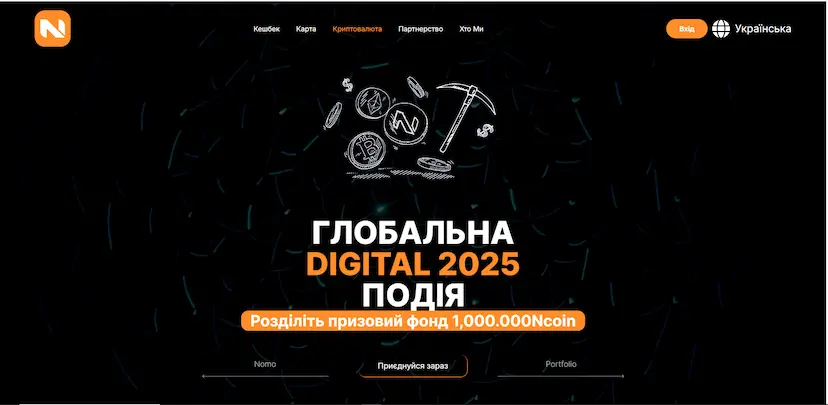 Кешбек Карта Криптовалюта Партнерство Хто Ми Вхід Українська
ГЛОБАЛЬНА
DIGITAL 2025
ПОДІЯ
Розділіть призовий фонд 1,000.000Ncoin
Nomo Приєднуйся зараз Portfolio